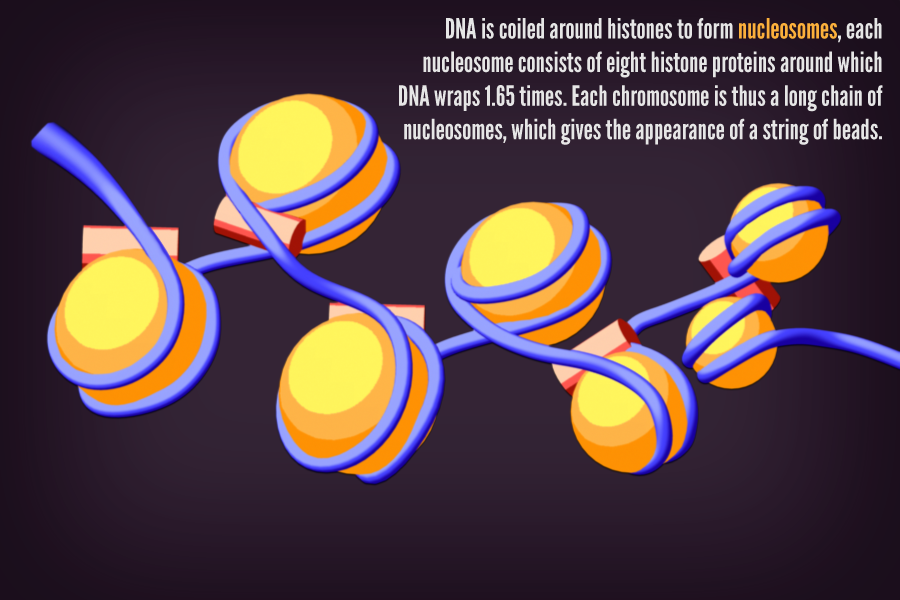 DNA is coiled around histones to form nucleosomes, each
nucleosome consists of eight histone proteins around which
DNA wraps 1.65 times. Each chromosome is thus a long chain of
nucleosomes, which gives the appearance of a string of beads.